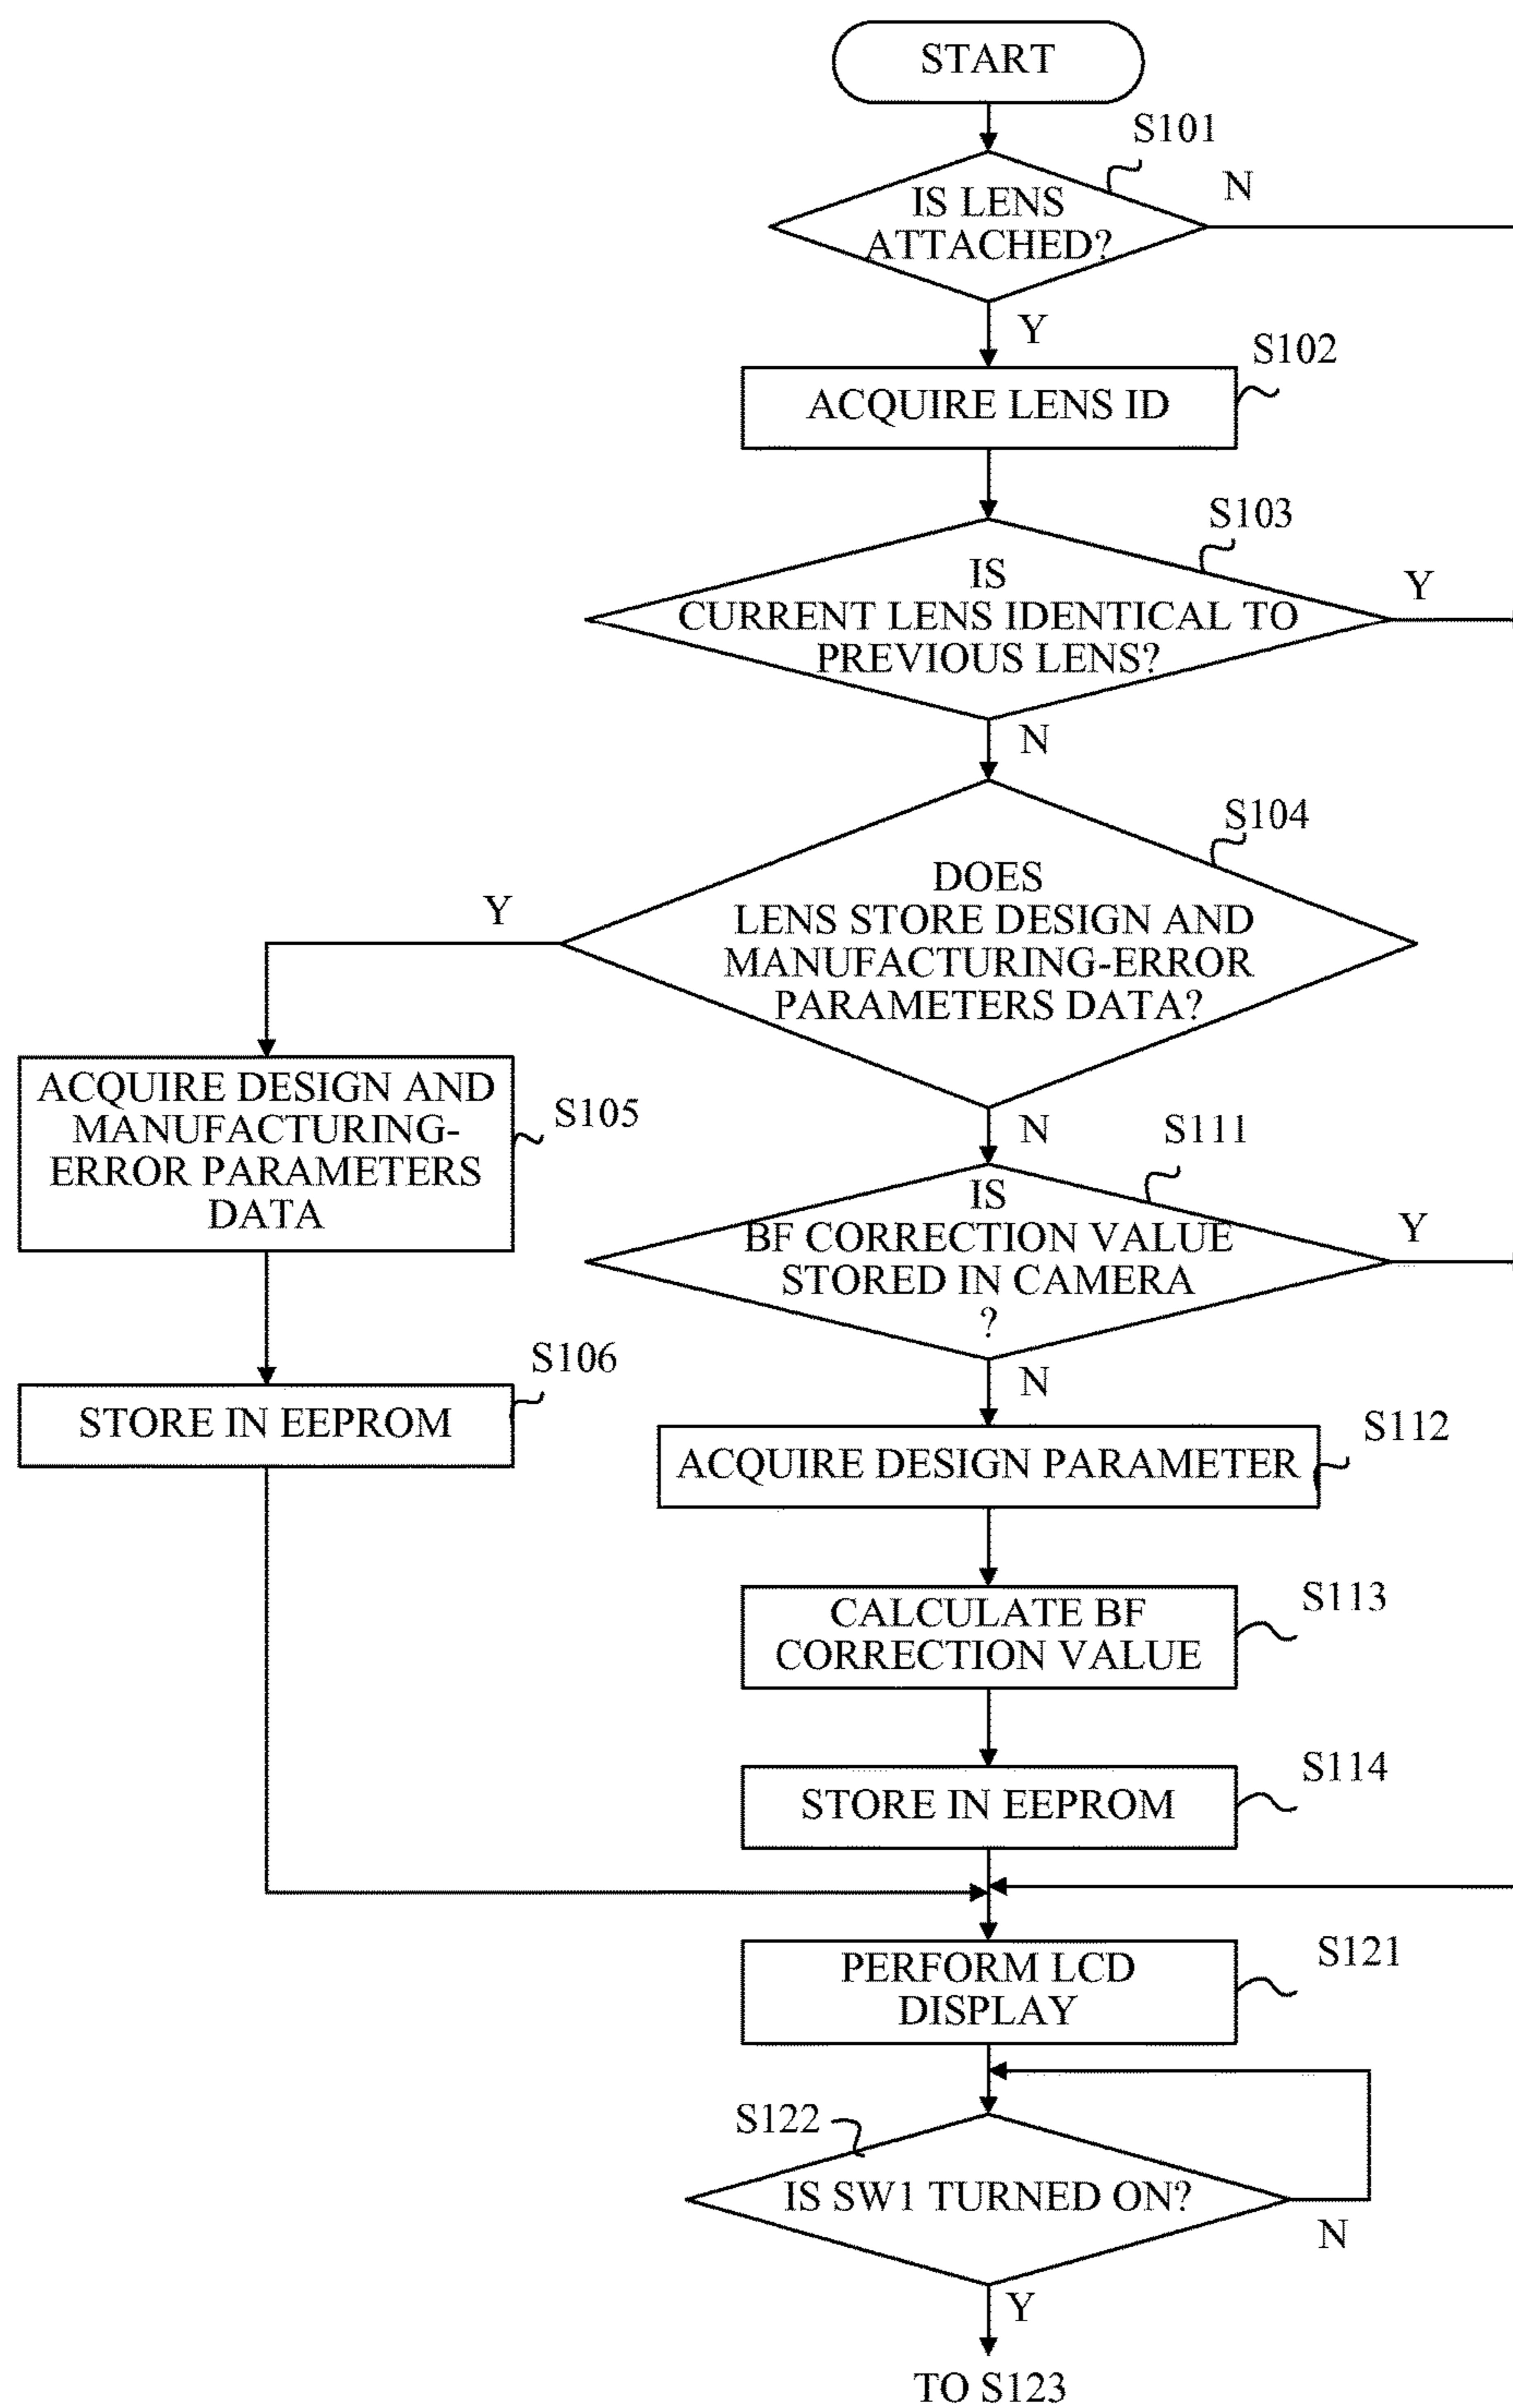 START
S101
IS LENS
ATTACHED?
N
Y
S102
ACQUIRE LENS ID
S103
IS
CURRENT LENS IDENTICAL TO
PREVIOUS LENS?
Y
N
S104
DOES
LENS STORE DESIGN AND
MANUFACTURING-ERROR
PARAMETERS DATA?
Y
N
ACQUIRE DESIGN AND
MANUFACTURING-
ERROR PARAMETERS
DATA
S105
S111
IS
BF CORRECTION VALUE
STORED IN CAMERA
?
Y
N
S106
STORE IN EEPROM
S112
ACQUIRE DESIGN PARAMETER
S113
CALCULATE BF
CORRECTION VALUE
S114
STORE IN EEPROM
S121
PERFORM LCD
DISPLAY
S122
IS SW1 TURNED ON?
N
Y
TO S123